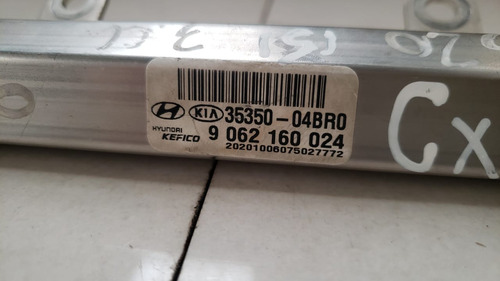 KIA 35350-04BR0
HYUNDAI
KEFICO
9 062 160 024
20201006075027772
Cx